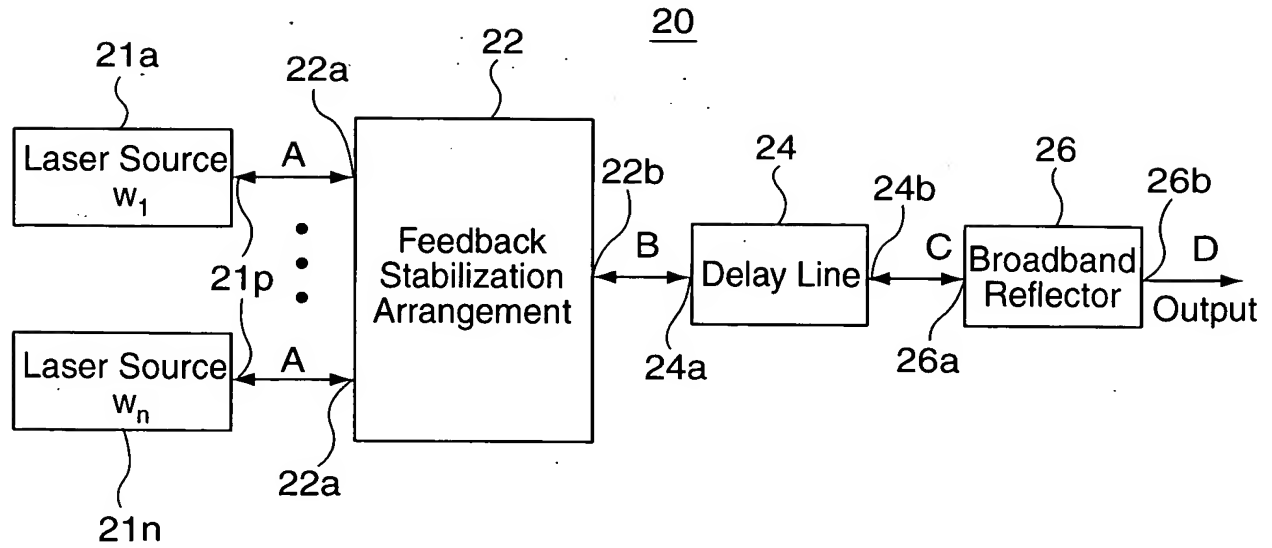 20
21a
22a
22
Laser Source
w1
A
Feedback
Stabilization
Arrangement
22b
B
24
Delay Line
24b
C
26
Broadband
Reflector
26b
D
Output
21p
24a
26a
Laser Source
wn
A
22a
21n